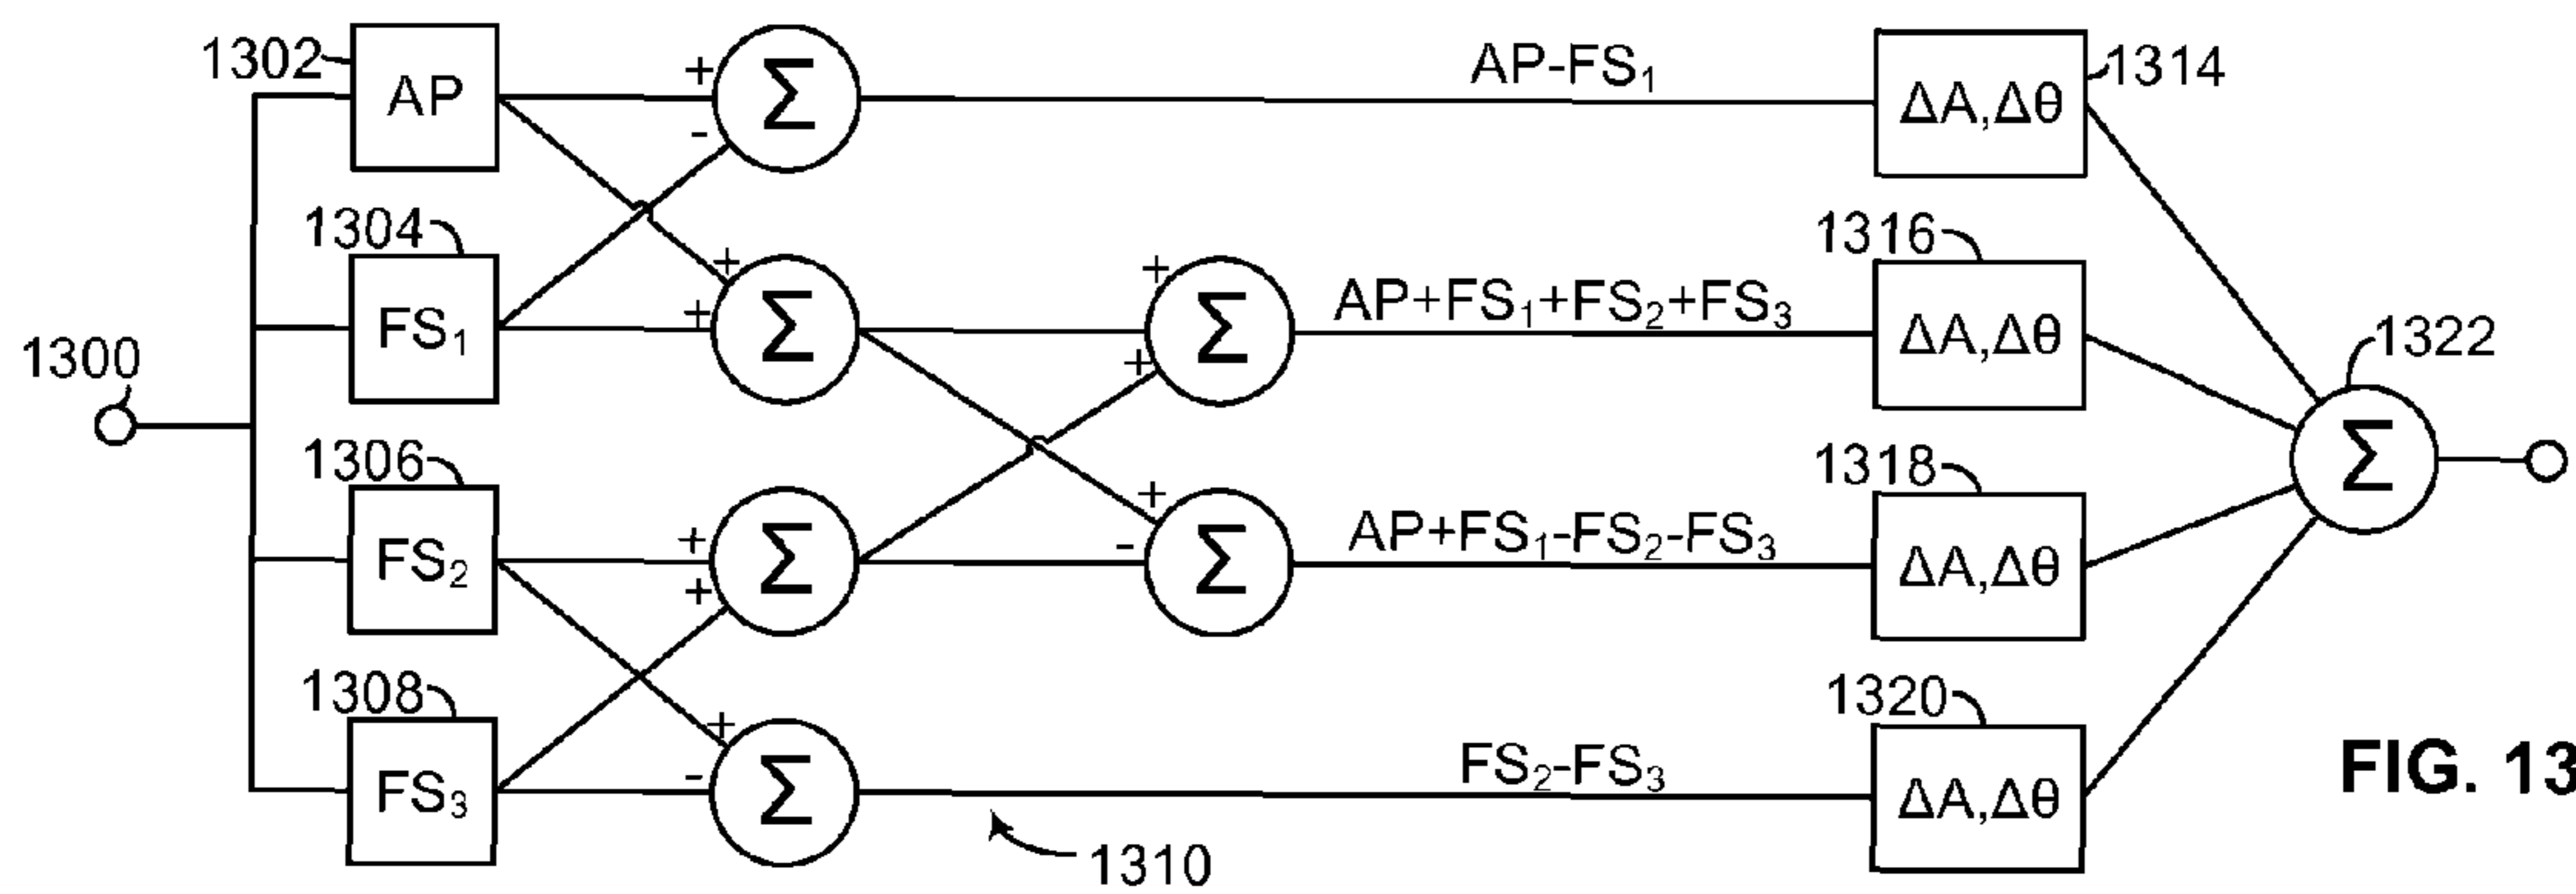 1302
AP
+
-
Σ
AP-FS₁
ΔA,Δθ
1314
1304
FS₁
+
+
Σ
+
+
Σ
AP+FS₁+FS₂+FS₃
1316
ΔA,Δθ
1300
1322
Σ
1306
FS₂
+
+
Σ
+
-
Σ
AP+FS₁-FS₂-FS₃
1318
ΔA,Δθ
1308
FS₃
+
-
Σ
FS₂-FS₃
1320
ΔA,Δθ
1310
FIG. 13